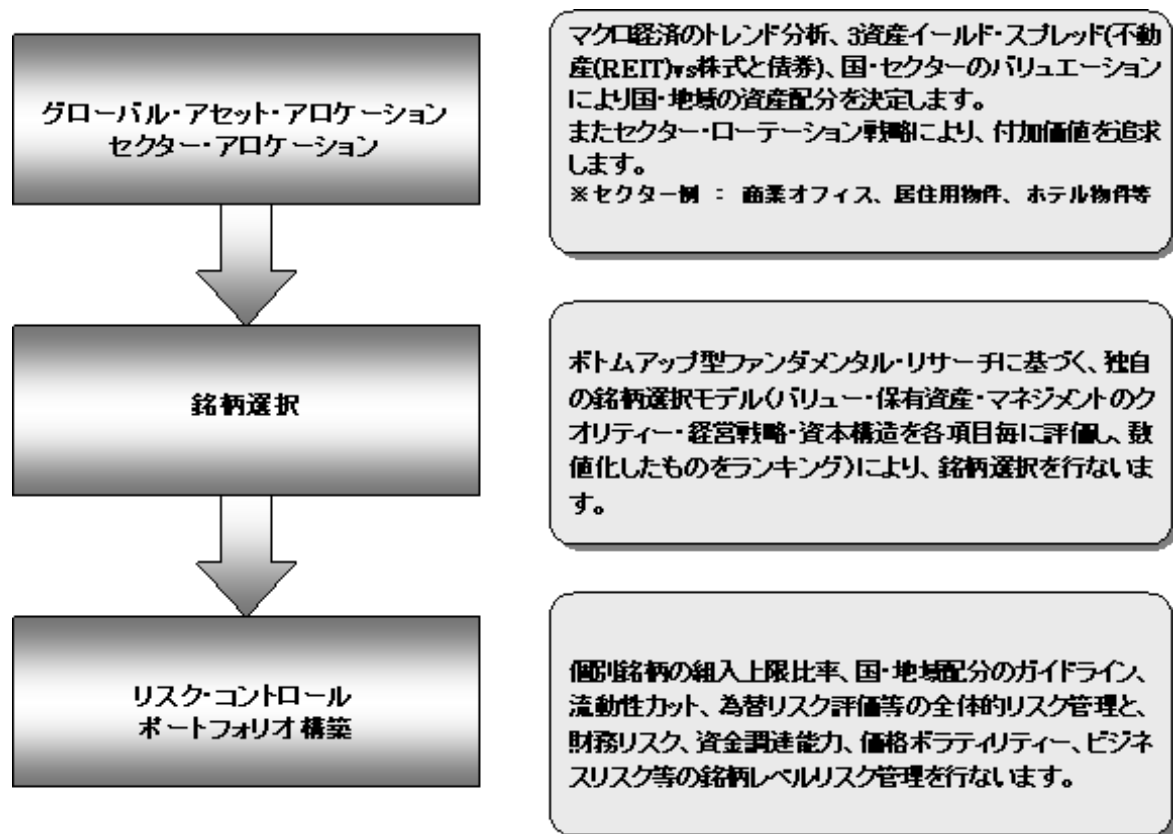 グローバル・アセット・アロケーション
セクター・アロケーション
マクロ経済のトレンド分析、3資産イールド・スプレッド(不動
産(REIT)vs株式と債券)、国・セクターのバリュエーション
により国・地域の資産配分を決定します。
またセクター・ローテーション戦略により、付加価値を追求
します。
※セクター例 : 商業オフィス、居住用物件、ホテル物件等
銘柄選択
ボトムアップ型ファンダメンタル・リサーチに基づく、独自
の銘柄選択モデル(バリュー・保有資産・マネジメントのク
オリティー・経営戦略・資本構造を各項目毎に評価し、数
値化したものをランキング)により、銘柄選択を行ないま
す。
リスク・コントロール
ポートフォリオ構築
個別銘柄の組入上限比率、国・地域配分のガイドライン、
流動性カット、為替リスク評価等の全体的リスク管理と、
財務リスク、資金調達能力、価格ボラティリティー、ビジネ
スリスク等の銘柄レベルリスク管理を行ないます。